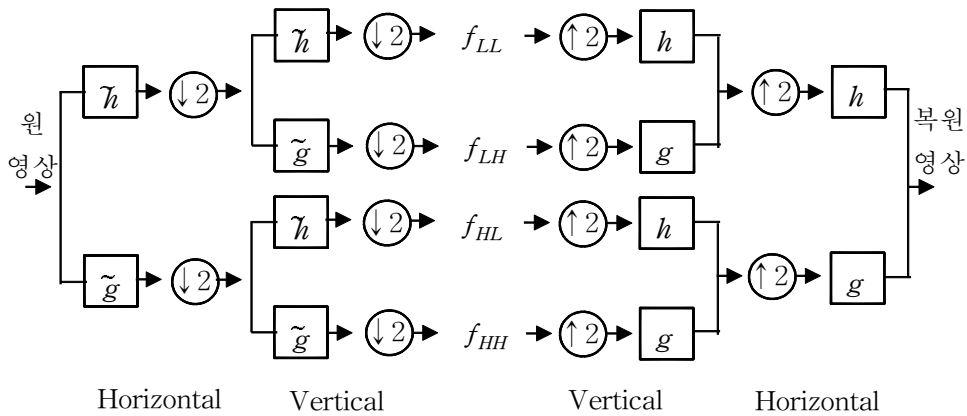 h̃ ↓2 f_LL ↑2 h
h̃ ↓2 ↑2 h
원 복원
g̃ ↓2 f_LH ↑2 g
영상 영상
h̃ ↓2 f_HL ↑2 h
g̃ ↓2 ↑2 g
g̃ ↓2 f_HH ↑2 g
Horizontal Vertical Vertical Horizontal